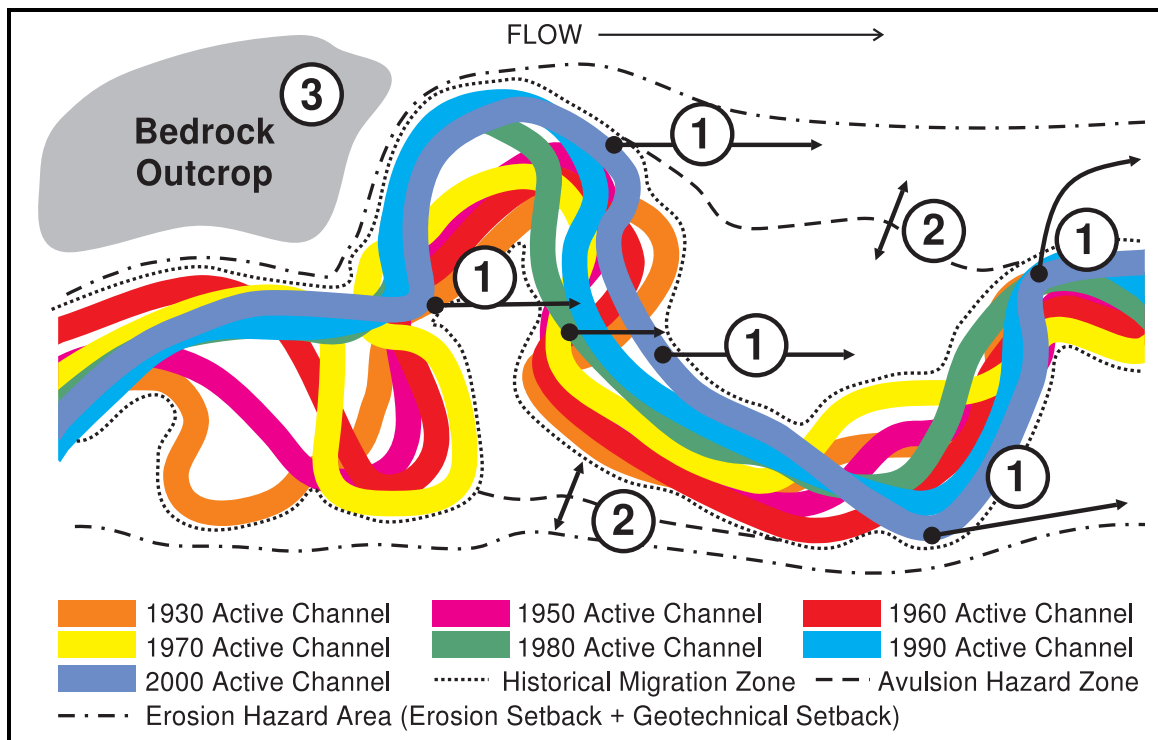 FLOW
3
Bedrock
Outcrop
1
2
1
1
1
1
2
1930 Active Channel
1950 Active Channel
1960 Active Channel
1970 Active Channel
1980 Active Channel
1990 Active Channel
2000 Active Channel
Historical Migration Zone
Avulsion Hazard Zone
Erosion Hazard Area (Erosion Setback + Geotechnical Setback)